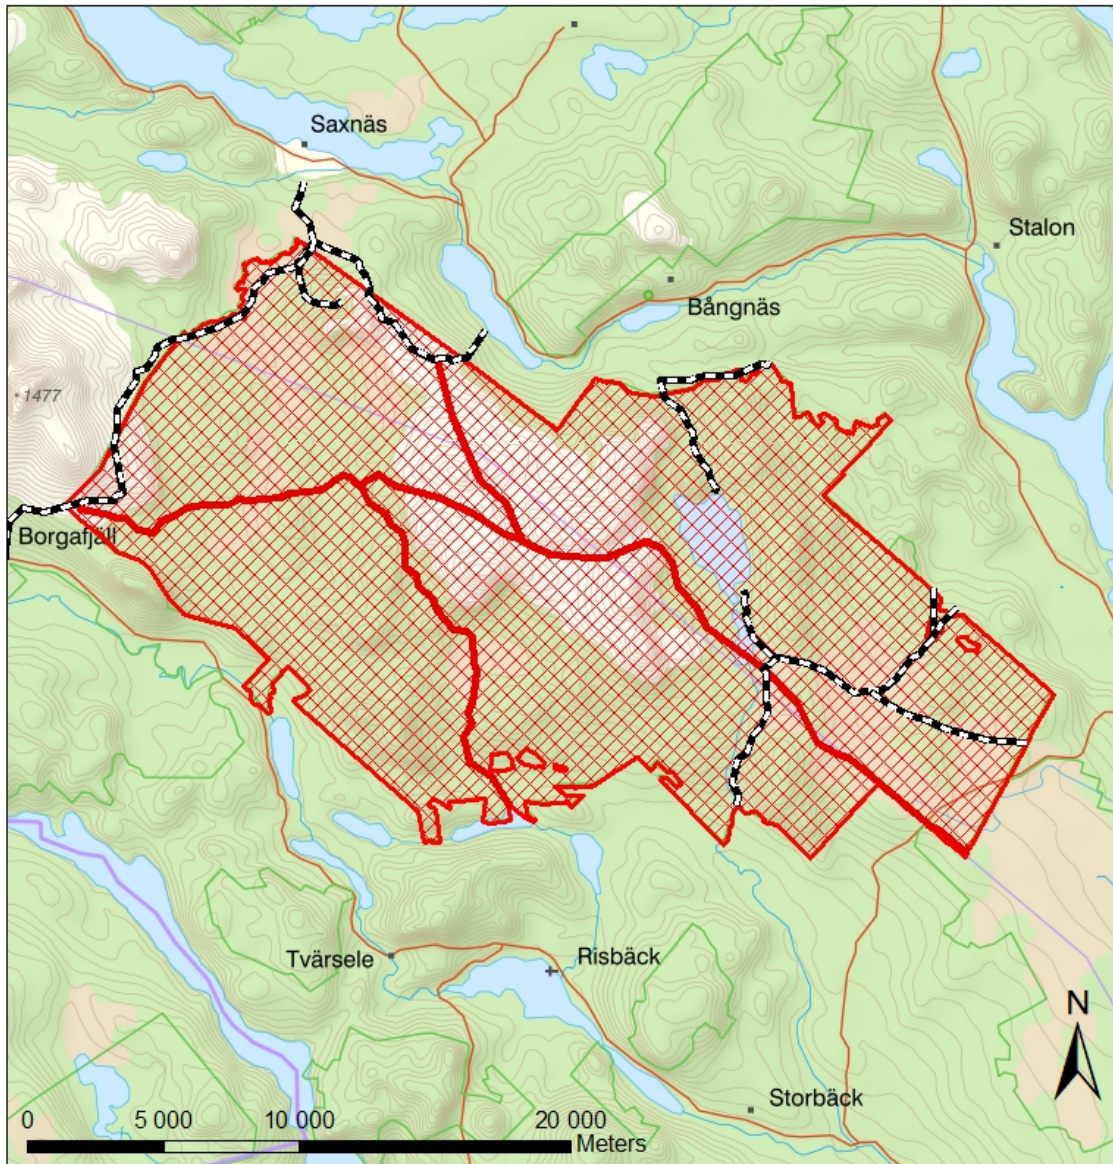 Saxnäs
Stalon
Bångnäs
1477
Borgafjäll
Tvärsele
Risbäck
N
Storbäck
0 5 000 10 000 20 000
Meters